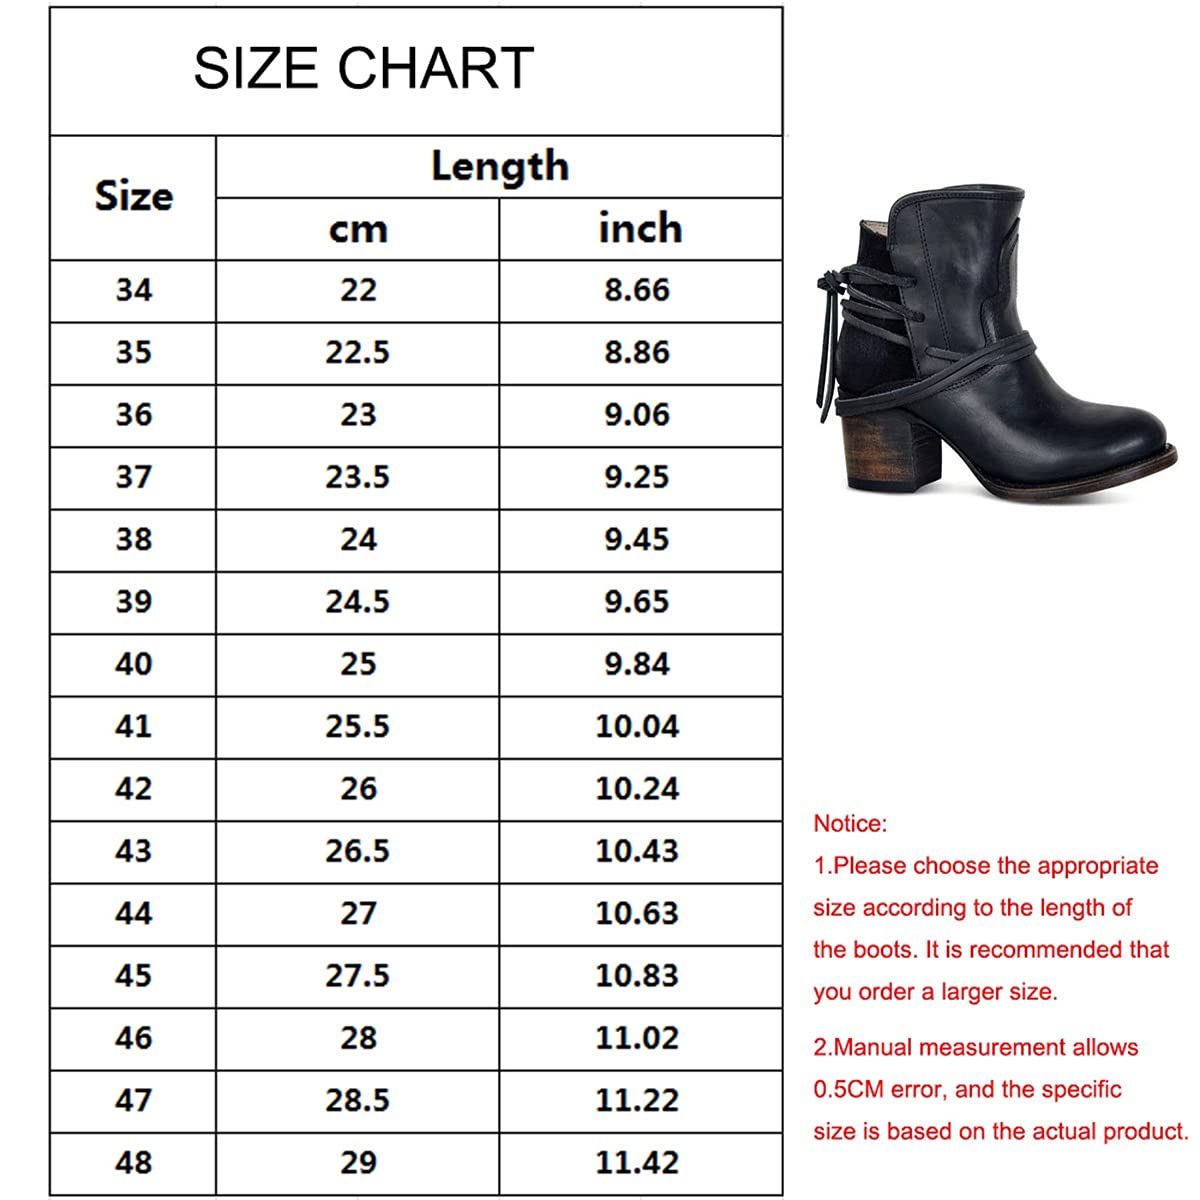 SIZE CHART
Size
Length
cm inch
34 22 8.66
35 22.5 8.86
36 23 9.06
37 23.5 9.25
38 24 9.45
39 24.5 9.65
40 25 9.84
41 25.5 10.04
42 26 10.24
43 26.5 10.43
44 27 10.63
45 27.5 10.83
46 28 11.02
47 28.5 11.22
48 29 11.42
Notice:
1.Please choose the appropriate
size according to the length of
the boots. It is recommended that
you order a larger size.
2.Manual measurement allows
0.5CM error, and the specific
size is based on the actual product.